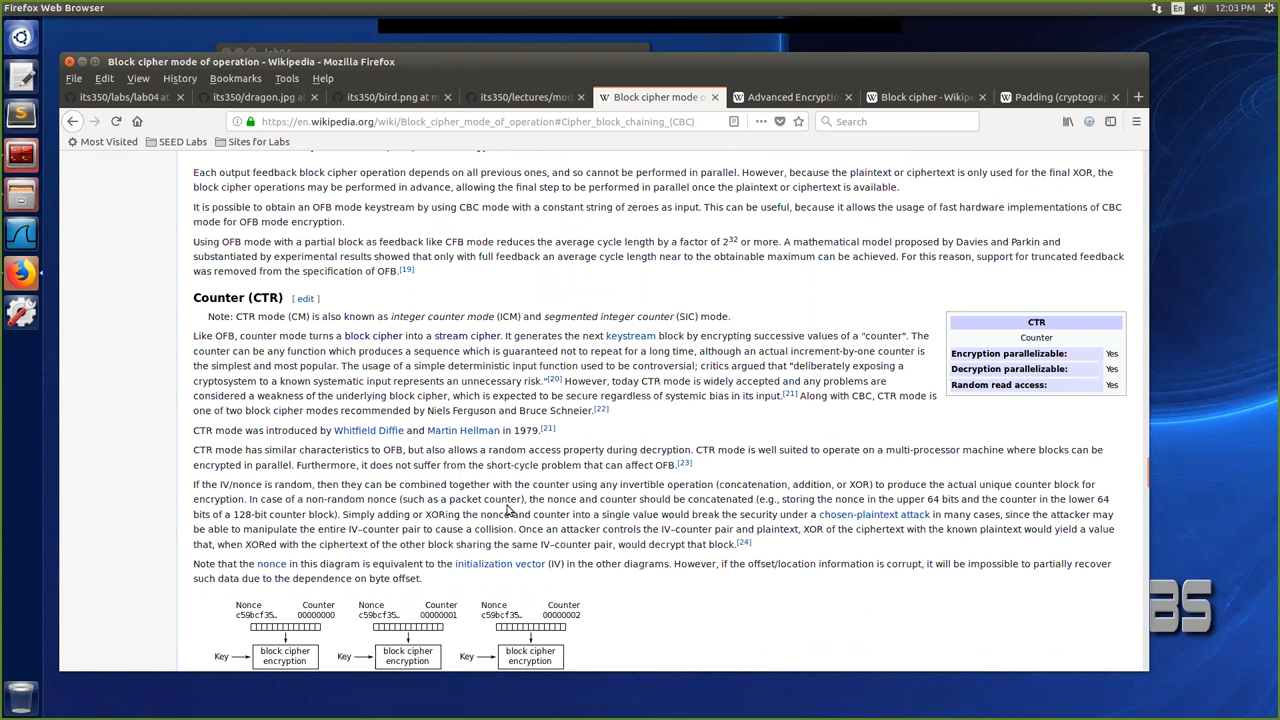 Firefox Web Browser
En
12:03 PM
Block cipher mode of operation - Wikipedia - Mozilla Firefox
File Edit View History Bookmarks Tools Help
its350/labs/lab04 at
its350/dragon.jpg at
its350/bird.png at m
its350/lectures/mod
Block cipher mode o
Advanced Encryptio
Block cipher - Wikipe
Padding (cryptograp
https://en.wikipedia.org/wiki/Block_cipher_mode_of_operation#Cipher_block_chaining_(CBC)
Search
Most Visited SEED Labs Sites for Labs
Each output feedback block cipher operation depends on all previous ones, and so cannot be performed in parallel. However, because the plaintext or ciphertext is only used for the final XOR, the
block cipher operations may be performed in advance, allowing the final step to be performed in parallel once the plaintext or ciphertext is available.
It is possible to obtain an OFB mode keystream by using CBC mode with a constant string of zeroes as input. This can be useful, because it allows the usage of fast hardware implementations of CBC
mode for OFB mode encryption.
Using OFB mode with a partial block as feedback like CFB mode reduces the average cycle length by a factor of 2^32 or more. A mathematical model proposed by Davies and Parkin and
substantiated by experimental results showed that only with full feedback an average cycle length near to the obtainable maximum can be achieved. For this reason, support for truncated feedback
was removed from the specification of OFB.[19]
Counter (CTR) [ edit ]
Note: CTR mode (CM) is also known as integer counter mode (ICM) and segmented integer counter (SIC) mode.
Like OFB, counter mode turns a block cipher into a stream cipher. It generates the next keystream block by encrypting successive values of a "counter". The
counter can be any function which produces a sequence which is guaranteed not to repeat for a long time, although an actual increment-by-one counter is
the simplest and most popular. The usage of a simple deterministic input function used to be controversial; critics argued that "deliberately exposing a
cryptosystem to a known systematic input represents an unnecessary risk."[20] However, today CTR mode is widely accepted and any problems are
considered a weakness of the underlying block cipher, which is expected to be secure regardless of systemic bias in its input.[21] Along with CBC, CTR mode is
one of two block cipher modes recommended by Niels Ferguson and Bruce Schneier.[22]
CTR
Counter
Encryption parallelizable: Yes
Decryption parallelizable: Yes
Random read access: Yes
CTR mode was introduced by Whitfield Diffie and Martin Hellman in 1979.[21]
CTR mode has similar characteristics to OFB, but also allows a random access property during decryption. CTR mode is well suited to operate on a multi-processor machine where blocks can be
encrypted in parallel. Furthermore, it does not suffer from the short-cycle problem that can affect OFB.[23]
If the IV/nonce is random, then they can be combined together with the counter using any invertible operation (concatenation, addition, or XOR) to produce the actual unique counter block for
encryption. In case of a non-random nonce (such as a packet counter), the nonce and counter should be concatenated (e.g., storing the nonce in the upper 64 bits and the counter in the lower 64
bits of a 128-bit counter block). Simply adding or XORing the nonce and counter into a single value would break the security under a chosen-plaintext attack in many cases, since the attacker may
be able to manipulate the entire IV–counter pair to cause a collision. Once an attacker controls the IV–counter pair and plaintext, XOR of the ciphertext with the known plaintext would yield a value
that, when XORed with the ciphertext of the other block sharing the same IV–counter pair, would decrypt that block.[24]
Note that the nonce in this diagram is equivalent to the initialization vector (IV) in the other diagrams. However, if the offset/location information is corrupt, it will be impossible to partially recover
such data due to the dependence on byte offset.
Nonce Counter Nonce Counter Nonce Counter
c59bcf35… 00000000 c59bcf35… 00000001 c59bcf35… 00000002
Key block cipher encryption
Key block cipher encryption
Key block cipher encryption